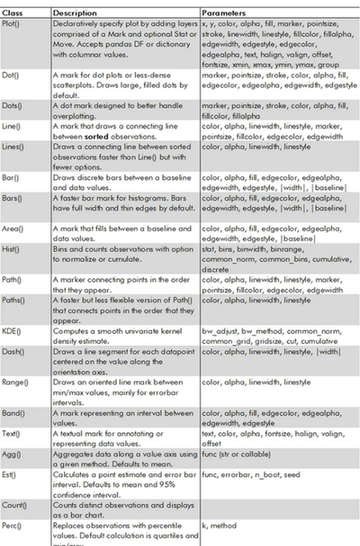 Class Description Parameters
Plot() Declaratively specify plot by adding layers x, y, color, alpha, fill, marker, pointsize,
comprised of a Mark and optional Stat or stroke, linewidth, linestyle, fillcolor, fillalpha,
Move. Accepts pandas DF or dictionary edgewidth, edgestyle, edgecolor,
with columnar values. edgealpha, text, halign, valign, offset,
fontsize, xmin, xmax, ymin, ymax, group
Dot() A mark for dot plots or less-dense marker, pointsize, stroke, color, alpha, fill,
scatterplots. Draws large, filled dots by edgecolor, edgealpha, edgewidth, edgestyle
default.
Dots() A dot mark designed to better handle marker, pointsize, stroke, color, alpha, fill,
overplotting. fillcolor, fillalpha
Line() A mark that draws a connecting line color, alpha, linewidth, linestyle, marker,
between sorted observations. pointsize, fillcolor, edgecolor, edgewidth
Lines() Draws a connecting line between sorted color, alpha, linewidth, linestyle
observations faster than Line() but with
fewer options.
Bar() Draws discrete bars between a baseline color, alpha, fill, edgecolor, edgealpha,
and data values. edgewidth, edgestyle, |width|, |baseline|
Bars() A faster bar mark for histograms. Bars color, alpha, fill, edgecolor, edgealpha,
have full width and thin edges by default. edgewidth, edgestyle, |width|, |baseline|
Area() A mark that fills between a baseline and color, alpha, fill, edgecolor, edgealpha,
data values. edgewidth, edgestyle, |baseline|
Hist() Bins and counts observations with option stat, bins, binwidth, binrange,
to normalize or cumulate. common_norm, common_bins, cumulative,
discrete
Path() A marker connecting points in the order color, alpha, linewidth, linestyle, marker,
that they appear. pointsize, fillcolor, edgecolor, edgewidth
Paths() A faster but less flexible version of Path() color, alpha, linewidth, linestyle
that connects points in the order that they
appear.
KDE() Computes a smooth univariate kernel bw_adjust, bw_method, common_norm,
density estimate. common_grid, gridsize, cut, cumulative
Dash() Draws a line segment for each datapoint color, alpha, linewidth, linestyle, |width|
centered on the value along the
orientation axis.
Range() Draws an oriented line mark between color, alpha, linewidth, linestyle
min/max values, mainly for errorbar
intervals.
Band() A mark representing an interval between color, alpha, fill, edgecolor, edgealpha,
values. edgewidth, edgestyle
Text() A textual mark for annotating or text, color, alpha, fontsize, halign, valign,
representing data values. offset
Agg() Aggregates data along a value axis using func (str or callable)
a given method. Defaults to mean.
Est() Calculates a point estimate and error bar func, errorbar, n_boot, seed
interval. Defaults to mean and 95%
confidence interval.
Count() Counts distinct observations and displays
as a bar chart.
Perc() Replaces observations with percentile k, method
values. Default calculation is quartiles and
min/max.